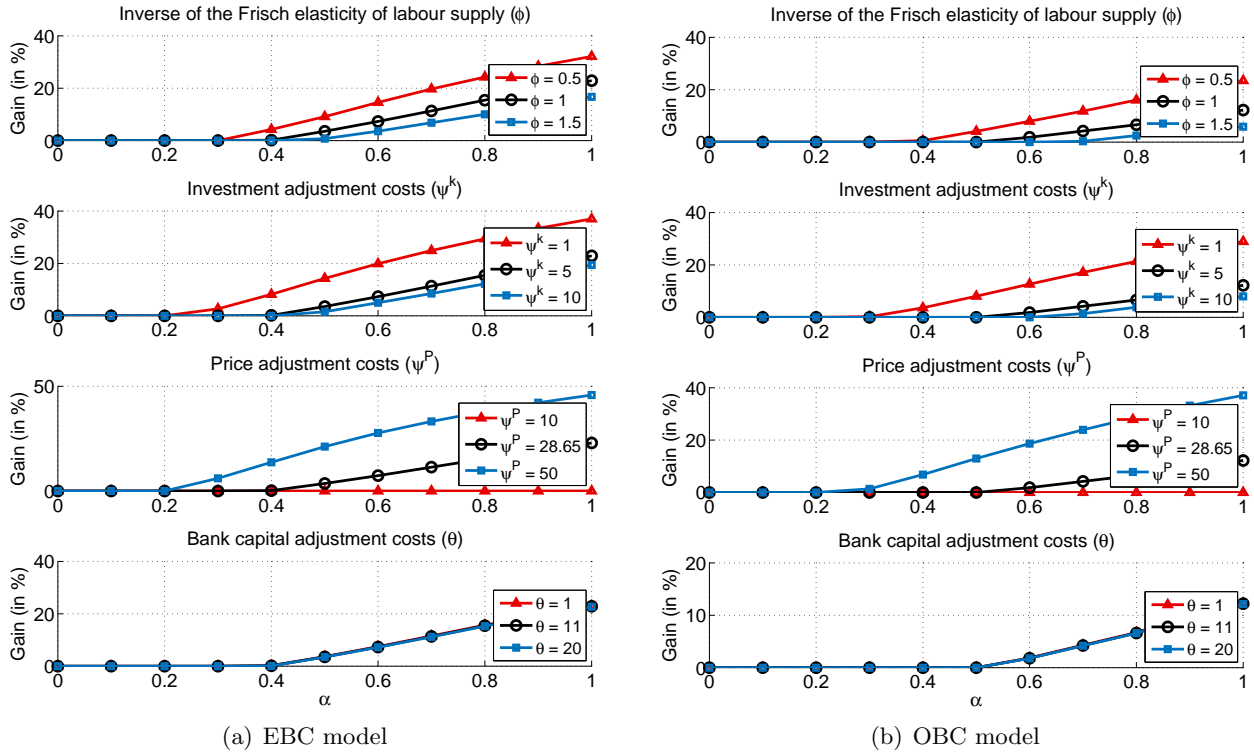 Inverse of the Frisch elasticity of labour supply (ϕ)
Gain (in %)
40
20
0
ϕ = 0.5
ϕ = 1
ϕ = 1.5
0 0.2 0.4 0.6 0.8 1
Investment adjustment costs (ψ^k)
Gain (in %)
40
20
0
ψ^k = 1
ψ^k = 5
ψ^k = 10
0 0.2 0.4 0.6 0.8 1
Price adjustment costs (ψ^P)
Gain (in %)
50
0
ψ^P = 10
ψ^P = 28.65
ψ^P = 50
0 0.2 0.4 0.6 0.8 1
Bank capital adjustment costs (θ)
Gain (in %)
40
20
0
θ = 1
θ = 11
θ = 20
0 0.2 0.4 0.6 0.8 1
α
(a) EBC model
Inverse of the Frisch elasticity of labour supply (ϕ)
Gain (in %)
40
20
0
ϕ = 0.5
ϕ = 1
ϕ = 1.5
0 0.2 0.4 0.6 0.8 1
Investment adjustment costs (ψ^k)
Gain (in %)
40
20
0
ψ^k = 1
ψ^k = 5
ψ^k = 10
0 0.2 0.4 0.6 0.8 1
Price adjustment costs (ψ^P)
Gain (in %)
40
20
0
ψ^P = 10
ψ^P = 28.65
ψ^P = 50
0 0.2 0.4 0.6 0.8 1
Bank capital adjustment costs (θ)
Gain (in %)
20
10
0
θ = 1
θ = 11
θ = 20
0 0.2 0.4 0.6 0.8 1
α
(b) OBC model